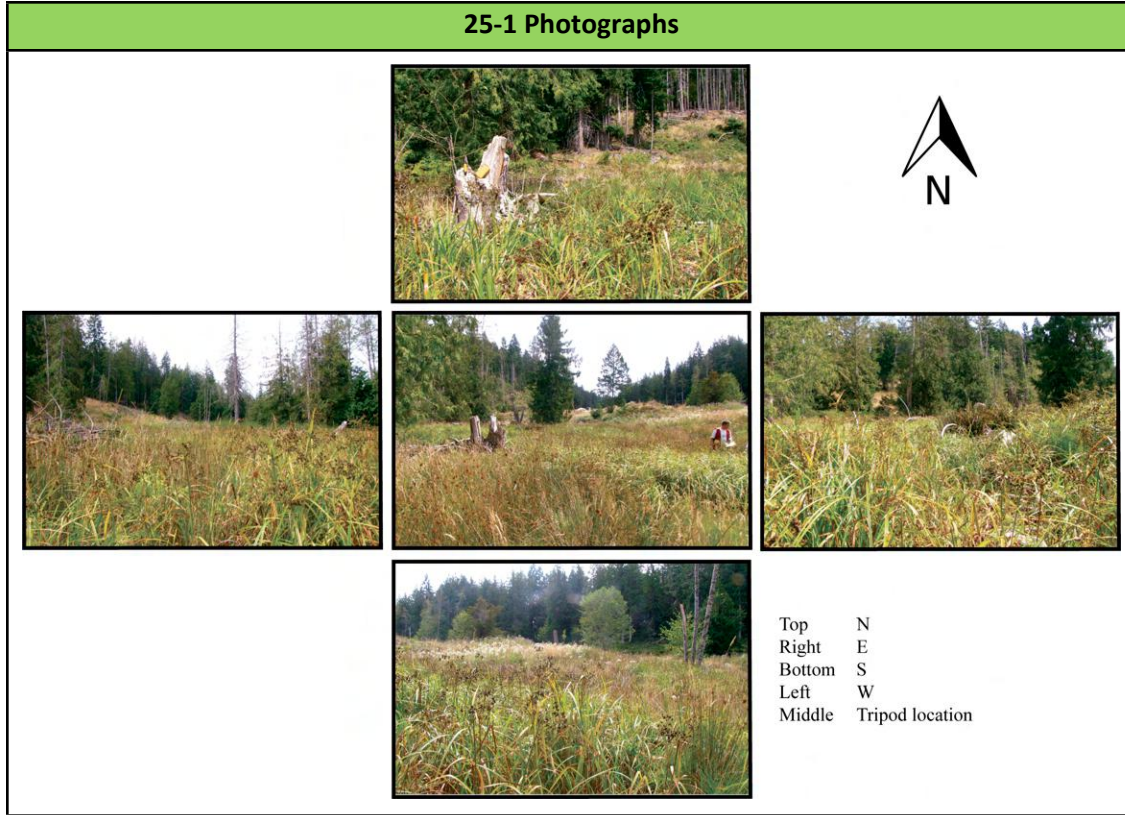 25-1 Photographs
N
Top N
Right E
Bottom S
Left W
Middle Tripod location